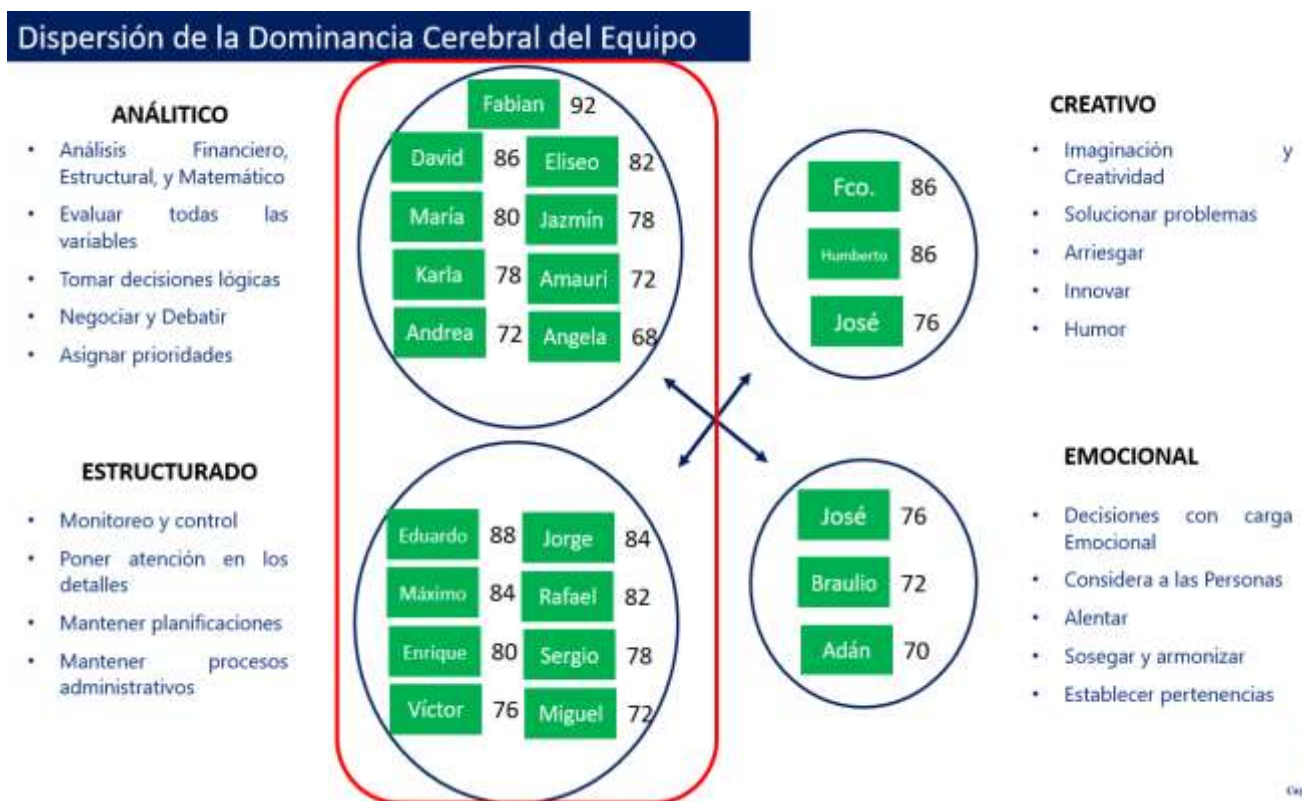 Dispersión de la Dominancia Cerebral del Equipo
ANÁLITICO
• Análisis Financiero,
Estructural, y Matemático
• Evaluar todas las
variables
• Tomar decisiones lógicas
• Negociar y Debatir
• Asignar prioridades
Fabian 92
David 86 Eliseo 82
María 80 Jazmín 78
Karla 78 Amauri 72
Andrea 72 Angela 68
CREATIVO
• Imaginación y
Creatividad
• Solucionar problemas
• Arriesgar
• Innovar
• Humor
Fco. 86
Humberto 86
José 76
ESTRUCTURADO
• Monitoreo y control
• Poner atención en los
detalles
• Mantener planificaciones
• Mantener procesos
administrativos
Eduardo 88 Jorge 84
Máximo 84 Rafael 82
Enrique 80 Sergio 78
Víctor 76 Miguel 72
EMOCIONAL
• Decisiones con carga
Emocional
• Considera a las Personas
• Alentar
• Sosegar y armonizar
• Establecer pertenencias
José 76
Braulio 72
Adán 70